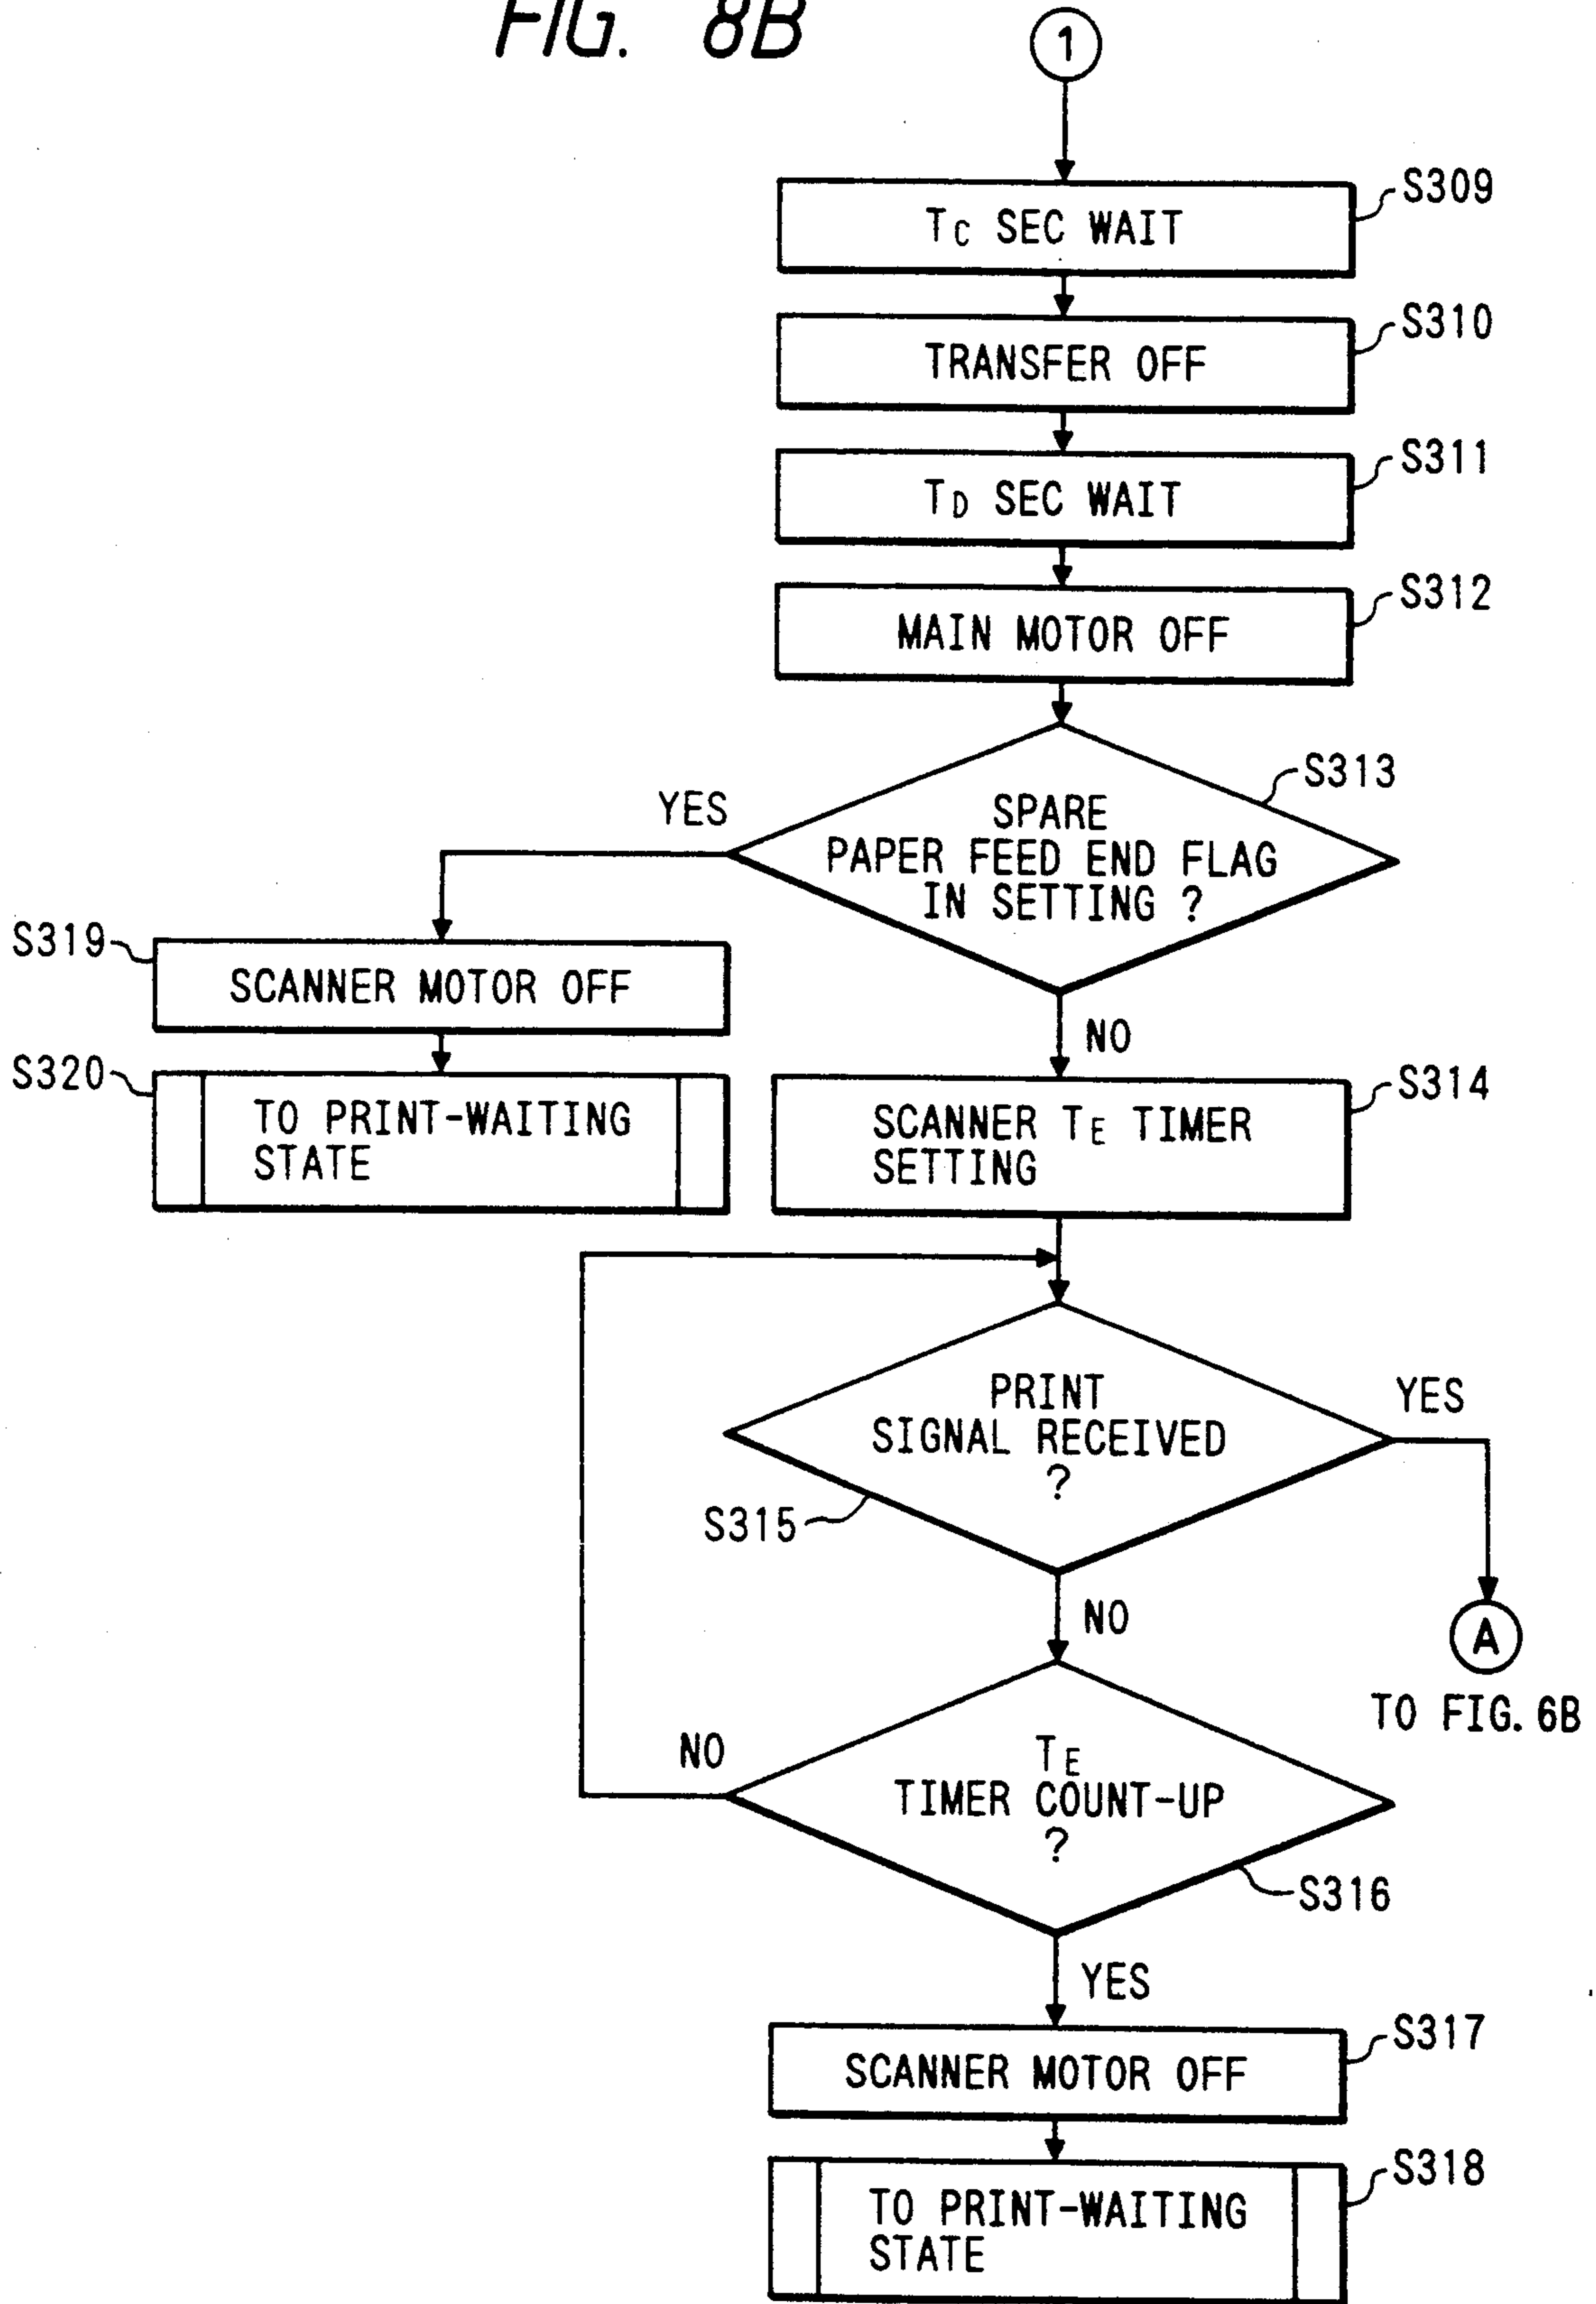 FIG. 8B
1
S309
TC SEC WAIT
S310
TRANSFER OFF
S311
TD SEC WAIT
S312
MAIN MOTOR OFF
S313
YES
SPARE
PAPER FEED END FLAG
IN SETTING ?
S319
SCANNER MOTOR OFF
NO
S320
TO PRINT-WAITING
STATE
S314
SCANNER TE TIMER
SETTING
PRINT
SIGNAL RECEIVED
?
YES
S315
NO
A
TO FIG. 6B
NO
TE
TIMER COUNT-UP
?
S316
YES
S317
SCANNER MOTOR OFF
S318
TO PRINT-WAITING
STATE